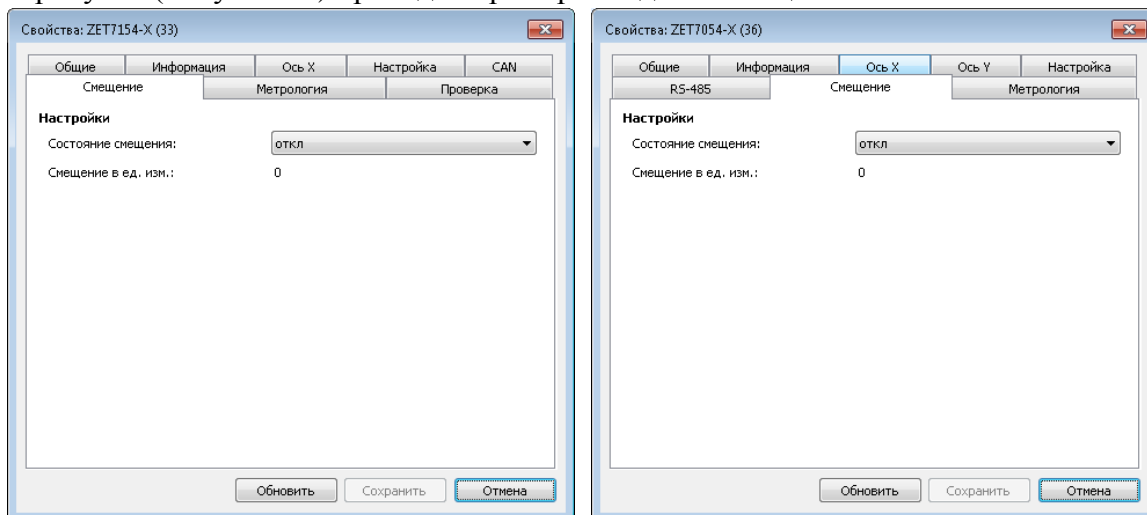 Свойства: ZET7154-X (33)
Общие Информация Ось X Настройка CAN
Смещение Метрология Проверка
Настройки
Состояние смещения: откл
Смещение в ед. изм.: 0
Обновить Сохранить Отмена
Свойства: ZET7054-X (36)
Общие Информация Ось X Ось Y Настройка
RS-485 Смещение Метрология
Настройки
Состояние смещения: откл
Смещение в ед. изм.: 0
Обновить Сохранить Отмена